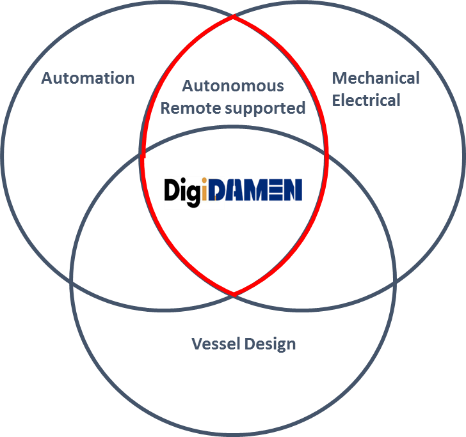 Automation
Autonomous
Remote supported
Mechanical
Electrical
DigiDAMEN
Vessel Design